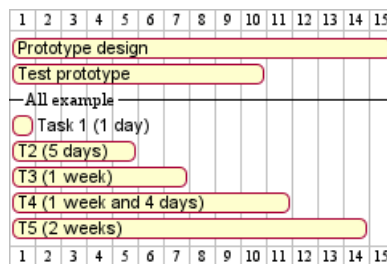 1 2 3 4 5 6 7 8 9 10 11 12 13 14 15
Prototype design
Test prototype
All example
Task 1 (1 day)
T2 (5 days)
T3 (1 week)
T4 (1 week and 4 days)
T5 (2 weeks)
1 2 3 4 5 6 7 8 9 10 11 12 13 14 15